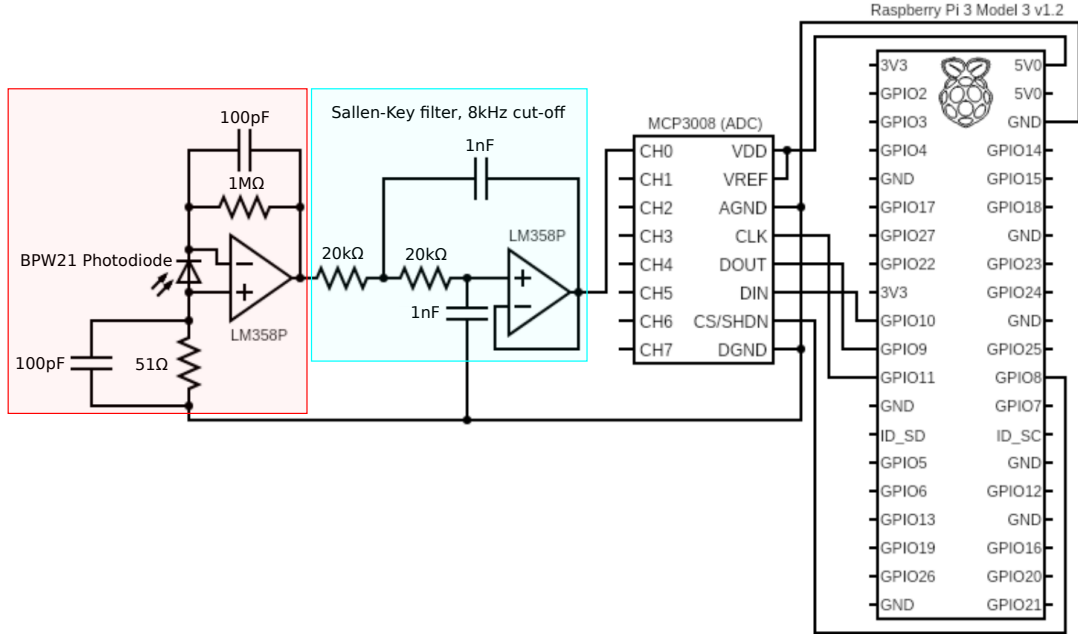 Raspberry Pi 3 Model 3 v1.2
Sallen-Key filter, 8kHz cut-off
100pF
1MΩ
BPW21 Photodiode
LM358P
100pF
51Ω
1nF
20kΩ
20kΩ
LM358P
1nF
MCP3008 (ADC)
CH0 VDD
CH1 VREF
CH2 AGND
CH3 CLK
CH4 DOUT
CH5 DIN
CH6 CS/SHDN
CH7 DGND
3V3 5V0
GPIO2 5V0
GPIO3 GND
GPIO4 GPIO14
GND GPIO15
GPIO17 GPIO18
GPIO27 GND
GPIO22 GPIO23
3V3 GPIO24
GPIO10 GND
GPIO9 GPIO25
GPIO11 GPIO8
GND GPIO7
ID_SD ID_SC
GPIO5 GND
GPIO6 GPIO12
GPIO13 GND
GPIO19 GPIO16
GPIO26 GPIO20
GND GPIO21